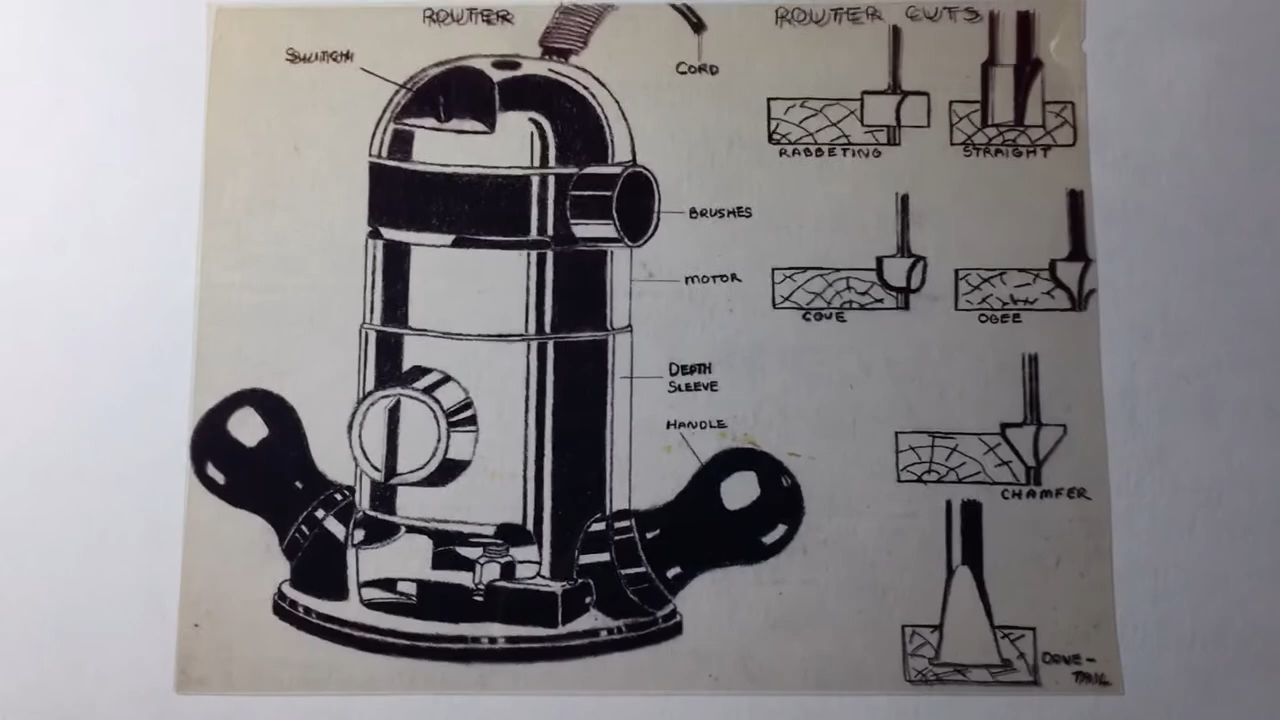 ROUTER
ROUTER CUTS
SWITCH
CORD
RABBETING
STRAIGHT
BRUSHES
MOTOR
COVE
OGEE
DEPTH
SLEEVE
HANDLE
CHAMFER
DOVE-
TAIL